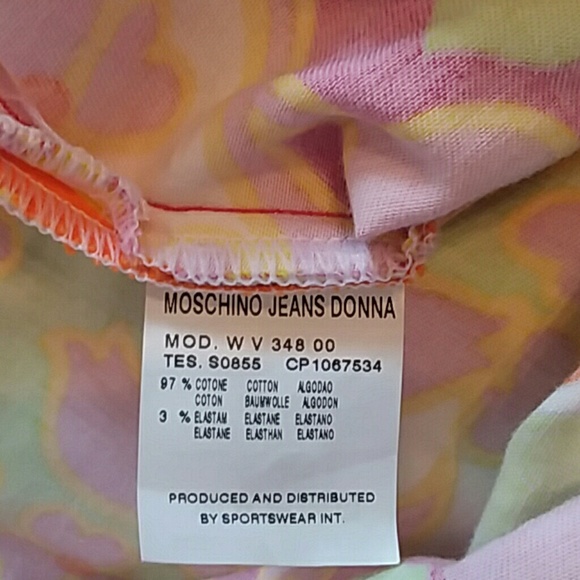 MOSCHINO JEANS DONNA
MOD. W V 348 00
TES. S0855 CP1067534
97 % COTONE COTTON ALGODAO
COTON BAUMWOLLE ALGODON
3 % ELASTAM ELASTANE ELASTANO
ELASTANE ELASTHAN ELASTANO
PRODUCED AND DISTRIBUTED
BY SPORTSWEAR INT.